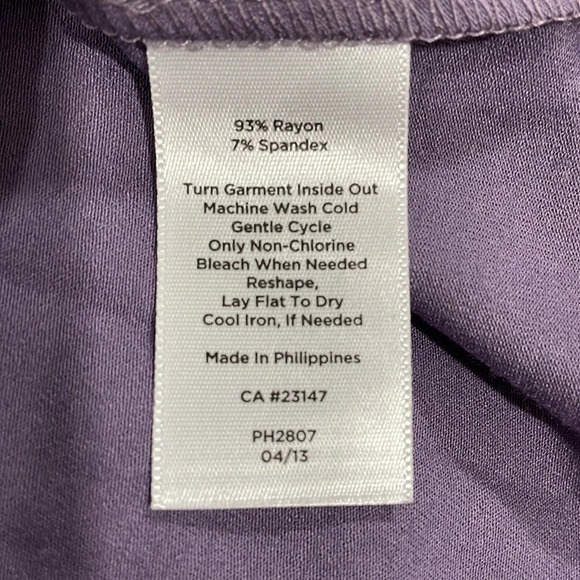 93% Rayon
7% Spandex
Turn Garment Inside Out
Machine Wash Cold
Gentle Cycle
Only Non-Chlorine
Bleach When Needed
Reshape,
Lay Flat To Dry
Cool Iron, If Needed
Made In Philippines
CA #23147
PH2807
04/13